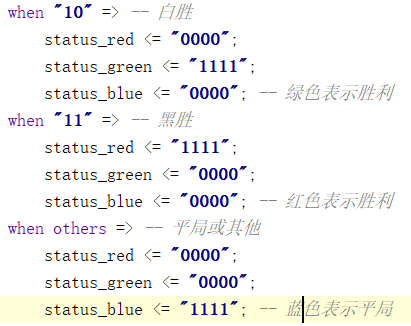 when "10" => -- 白胜
status_red <= "0000";
status_green <= "1111";
status_blue <= "0000"; -- 绿色表示胜利
when "11" => -- 黑胜
status_red <= "1111";
status_green <= "0000";
status_blue <= "0000"; -- 红色表示胜利
when others => -- 平局或其他
status_red <= "0000";
status_green <= "0000";
status_blue <= "1111"; -- 蓝色表示平局